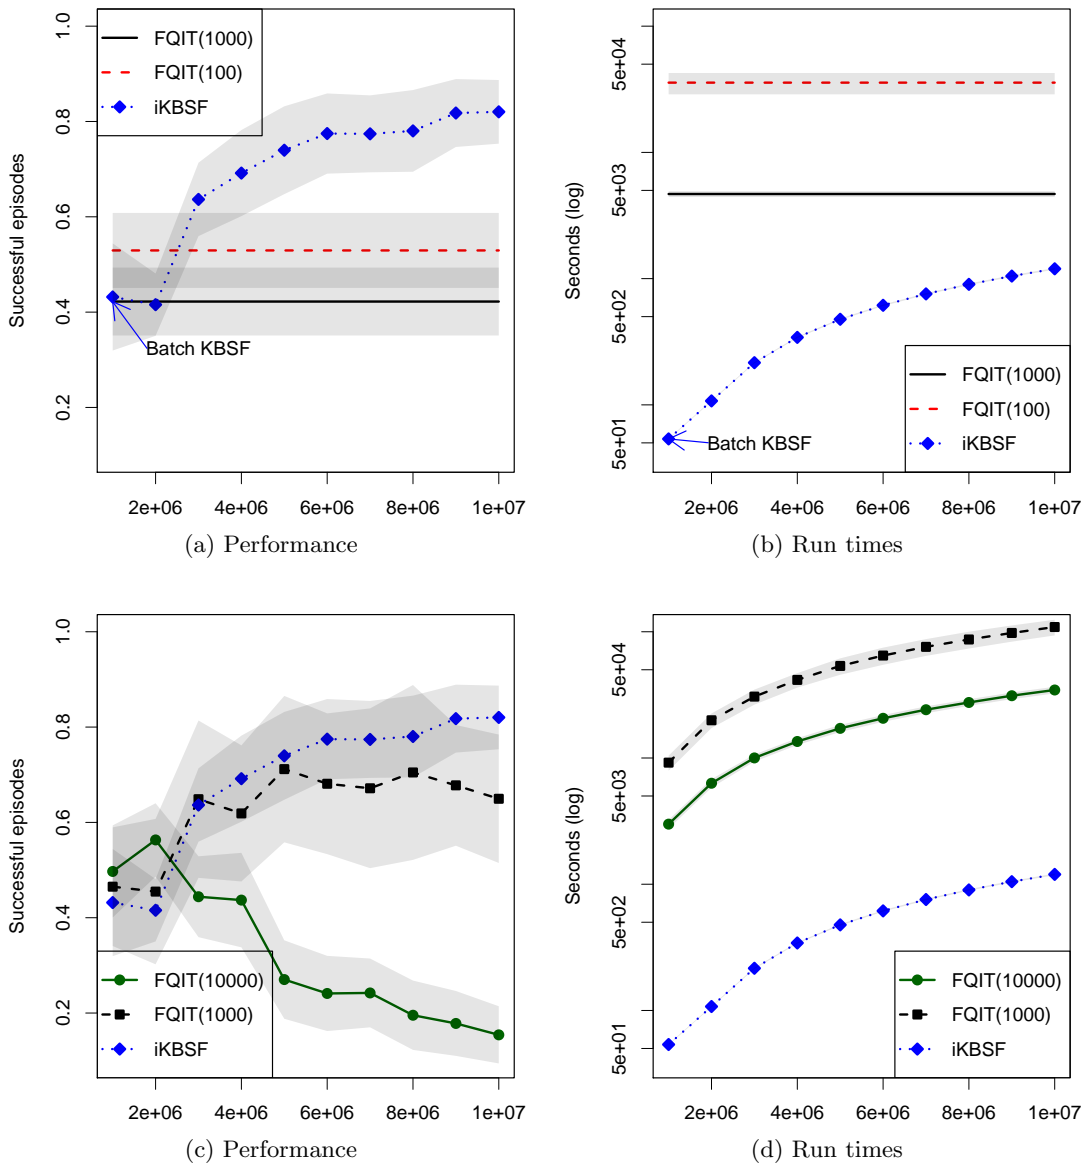 FQIT(1000)
FQIT(100)
iKBSF
Batch KBSF
Successful episodes
0.2 0.4 0.6 0.8 1.0
2e+06 4e+06 6e+06 8e+06 1e+07
(a) Performance
Seconds (log)
5e+01 5e+02 5e+03 5e+04
Batch KBSF
FQIT(1000)
FQIT(100)
iKBSF
2e+06 4e+06 6e+06 8e+06 1e+07
(b) Run times
Successful episodes
0.2 0.4 0.6 0.8 1.0
FQIT(10000)
FQIT(1000)
iKBSF
2e+06 4e+06 6e+06 8e+06 1e+07
(c) Performance
Seconds (log)
5e+01 5e+02 5e+03 5e+04
FQIT(10000)
FQIT(1000)
iKBSF
2e+06 4e+06 6e+06 8e+06 1e+07
(d) Run times